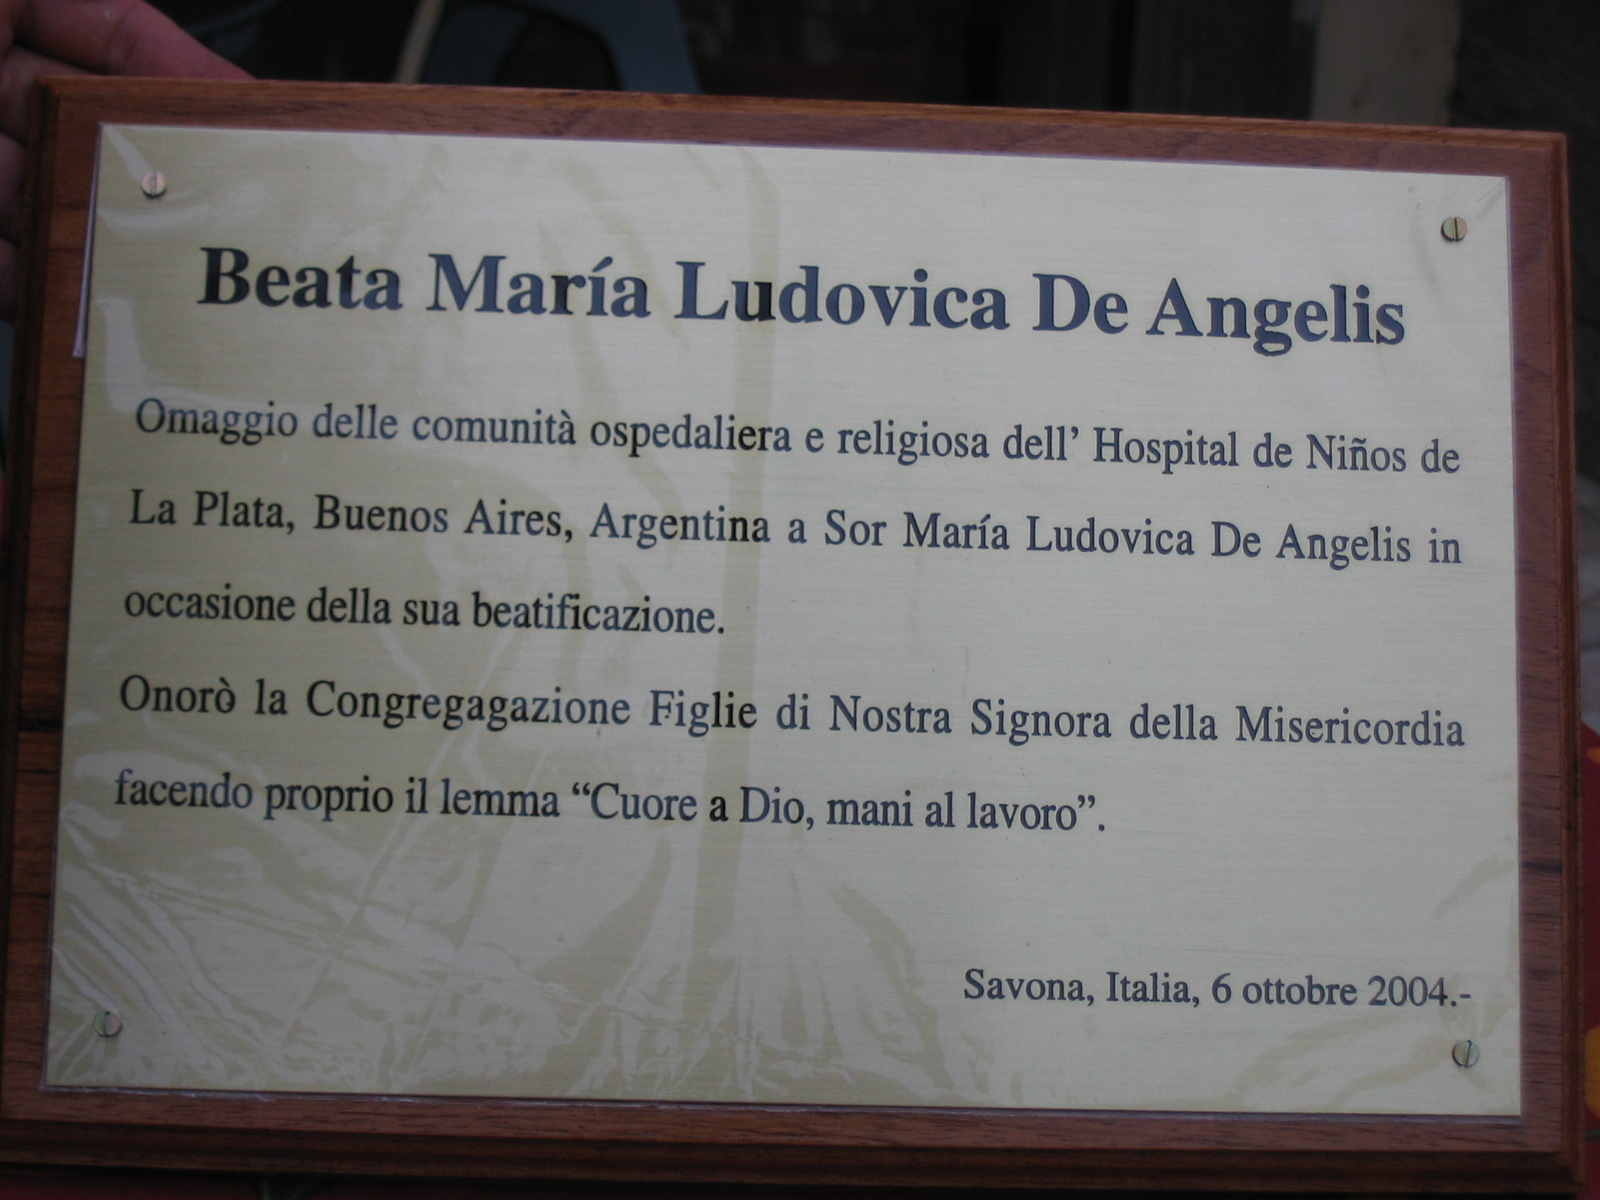 Beata María Ludovica De Angelis
Omaggio delle comunità ospedaliera e religiosa dell’ Hospital de Niños de
La Plata, Buenos Aires, Argentina a Sor María Ludovica De Angelis in
occasione della sua beatificazione.
Onorò la Congregagazione Figlie di Nostra Signora della Misericordia
facendo proprio il lemma “Cuore a Dio, mani al lavoro”.
Savona, Italia, 6 ottobre 2004.-